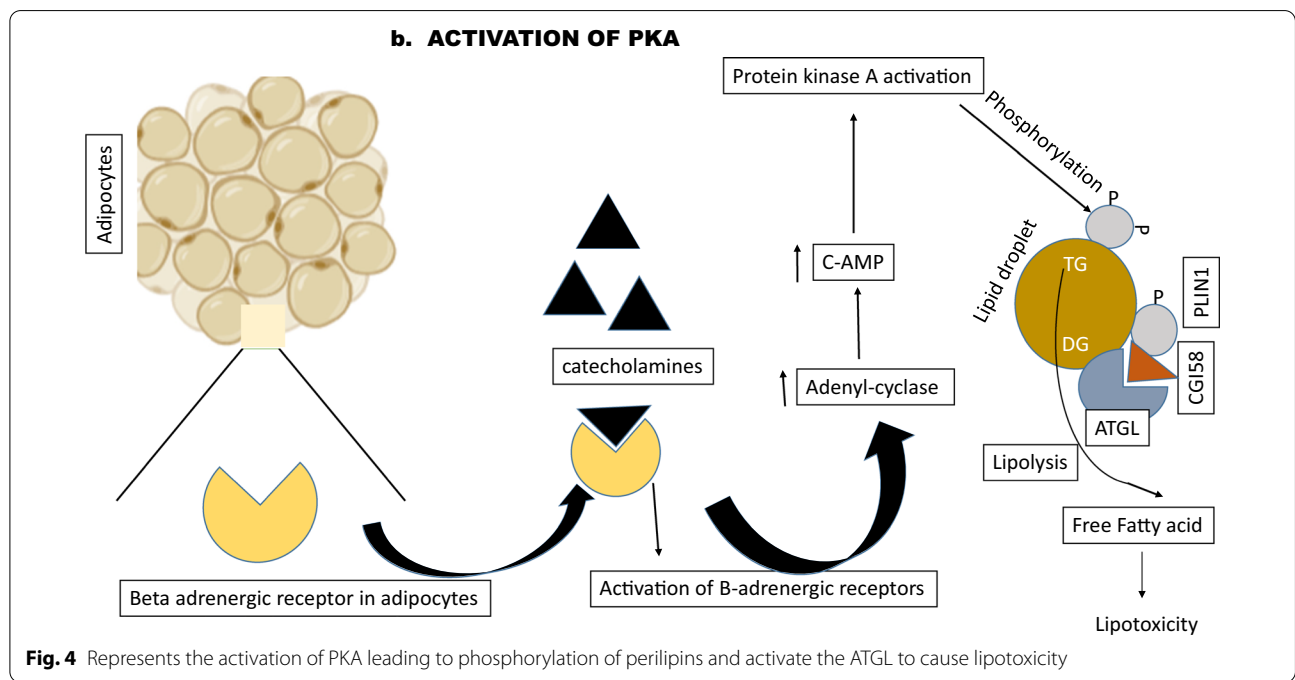 b. ACTIVATION OF PKA
Adipocytes
Beta adrenergic receptor in adipocytes
catecholamines
Activation of B-adrenergic receptors
Adenyl-cyclase
C-AMP
Protein kinase A activation
Phosphorylation
P
P
Lipid droplet
TG
DG
P
PLIN1
CGI58
ATGL
Lipolysis
Free Fatty acid
Lipotoxicity
Fig. 4 Represents the activation of PKA leading to phosphorylation of perilipins and activate the ATGL to cause lipotoxicity